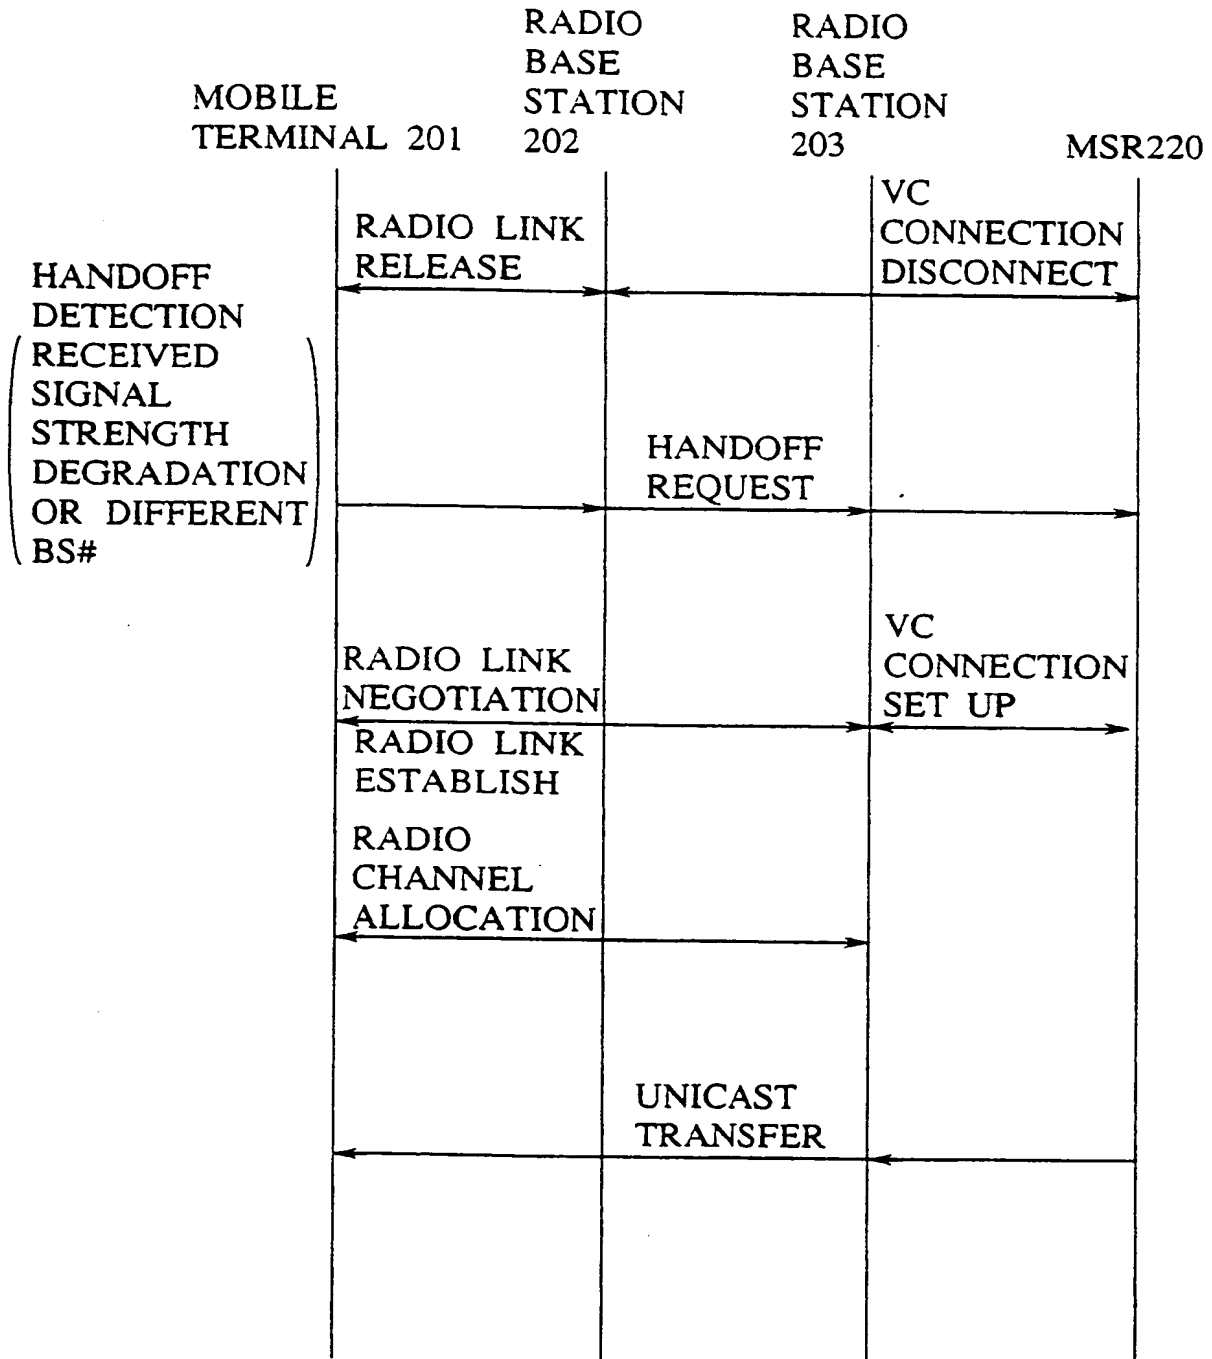 RADIO
BASE
STATION
202
RADIO
BASE
STATION
203
MOBILE
TERMINAL 201
MSR220
VC
CONNECTION
DISCONNECT
RADIO LINK
RELEASE
HANDOFF
DETECTION
RECEIVED
SIGNAL
STRENGTH
DEGRADATION
OR DIFFERENT
BS#
HANDOFF
REQUEST
VC
CONNECTION
SET UP
RADIO LINK
NEGOTIATION
RADIO LINK
ESTABLISH
RADIO
CHANNEL
ALLOCATION
UNICAST
TRANSFER